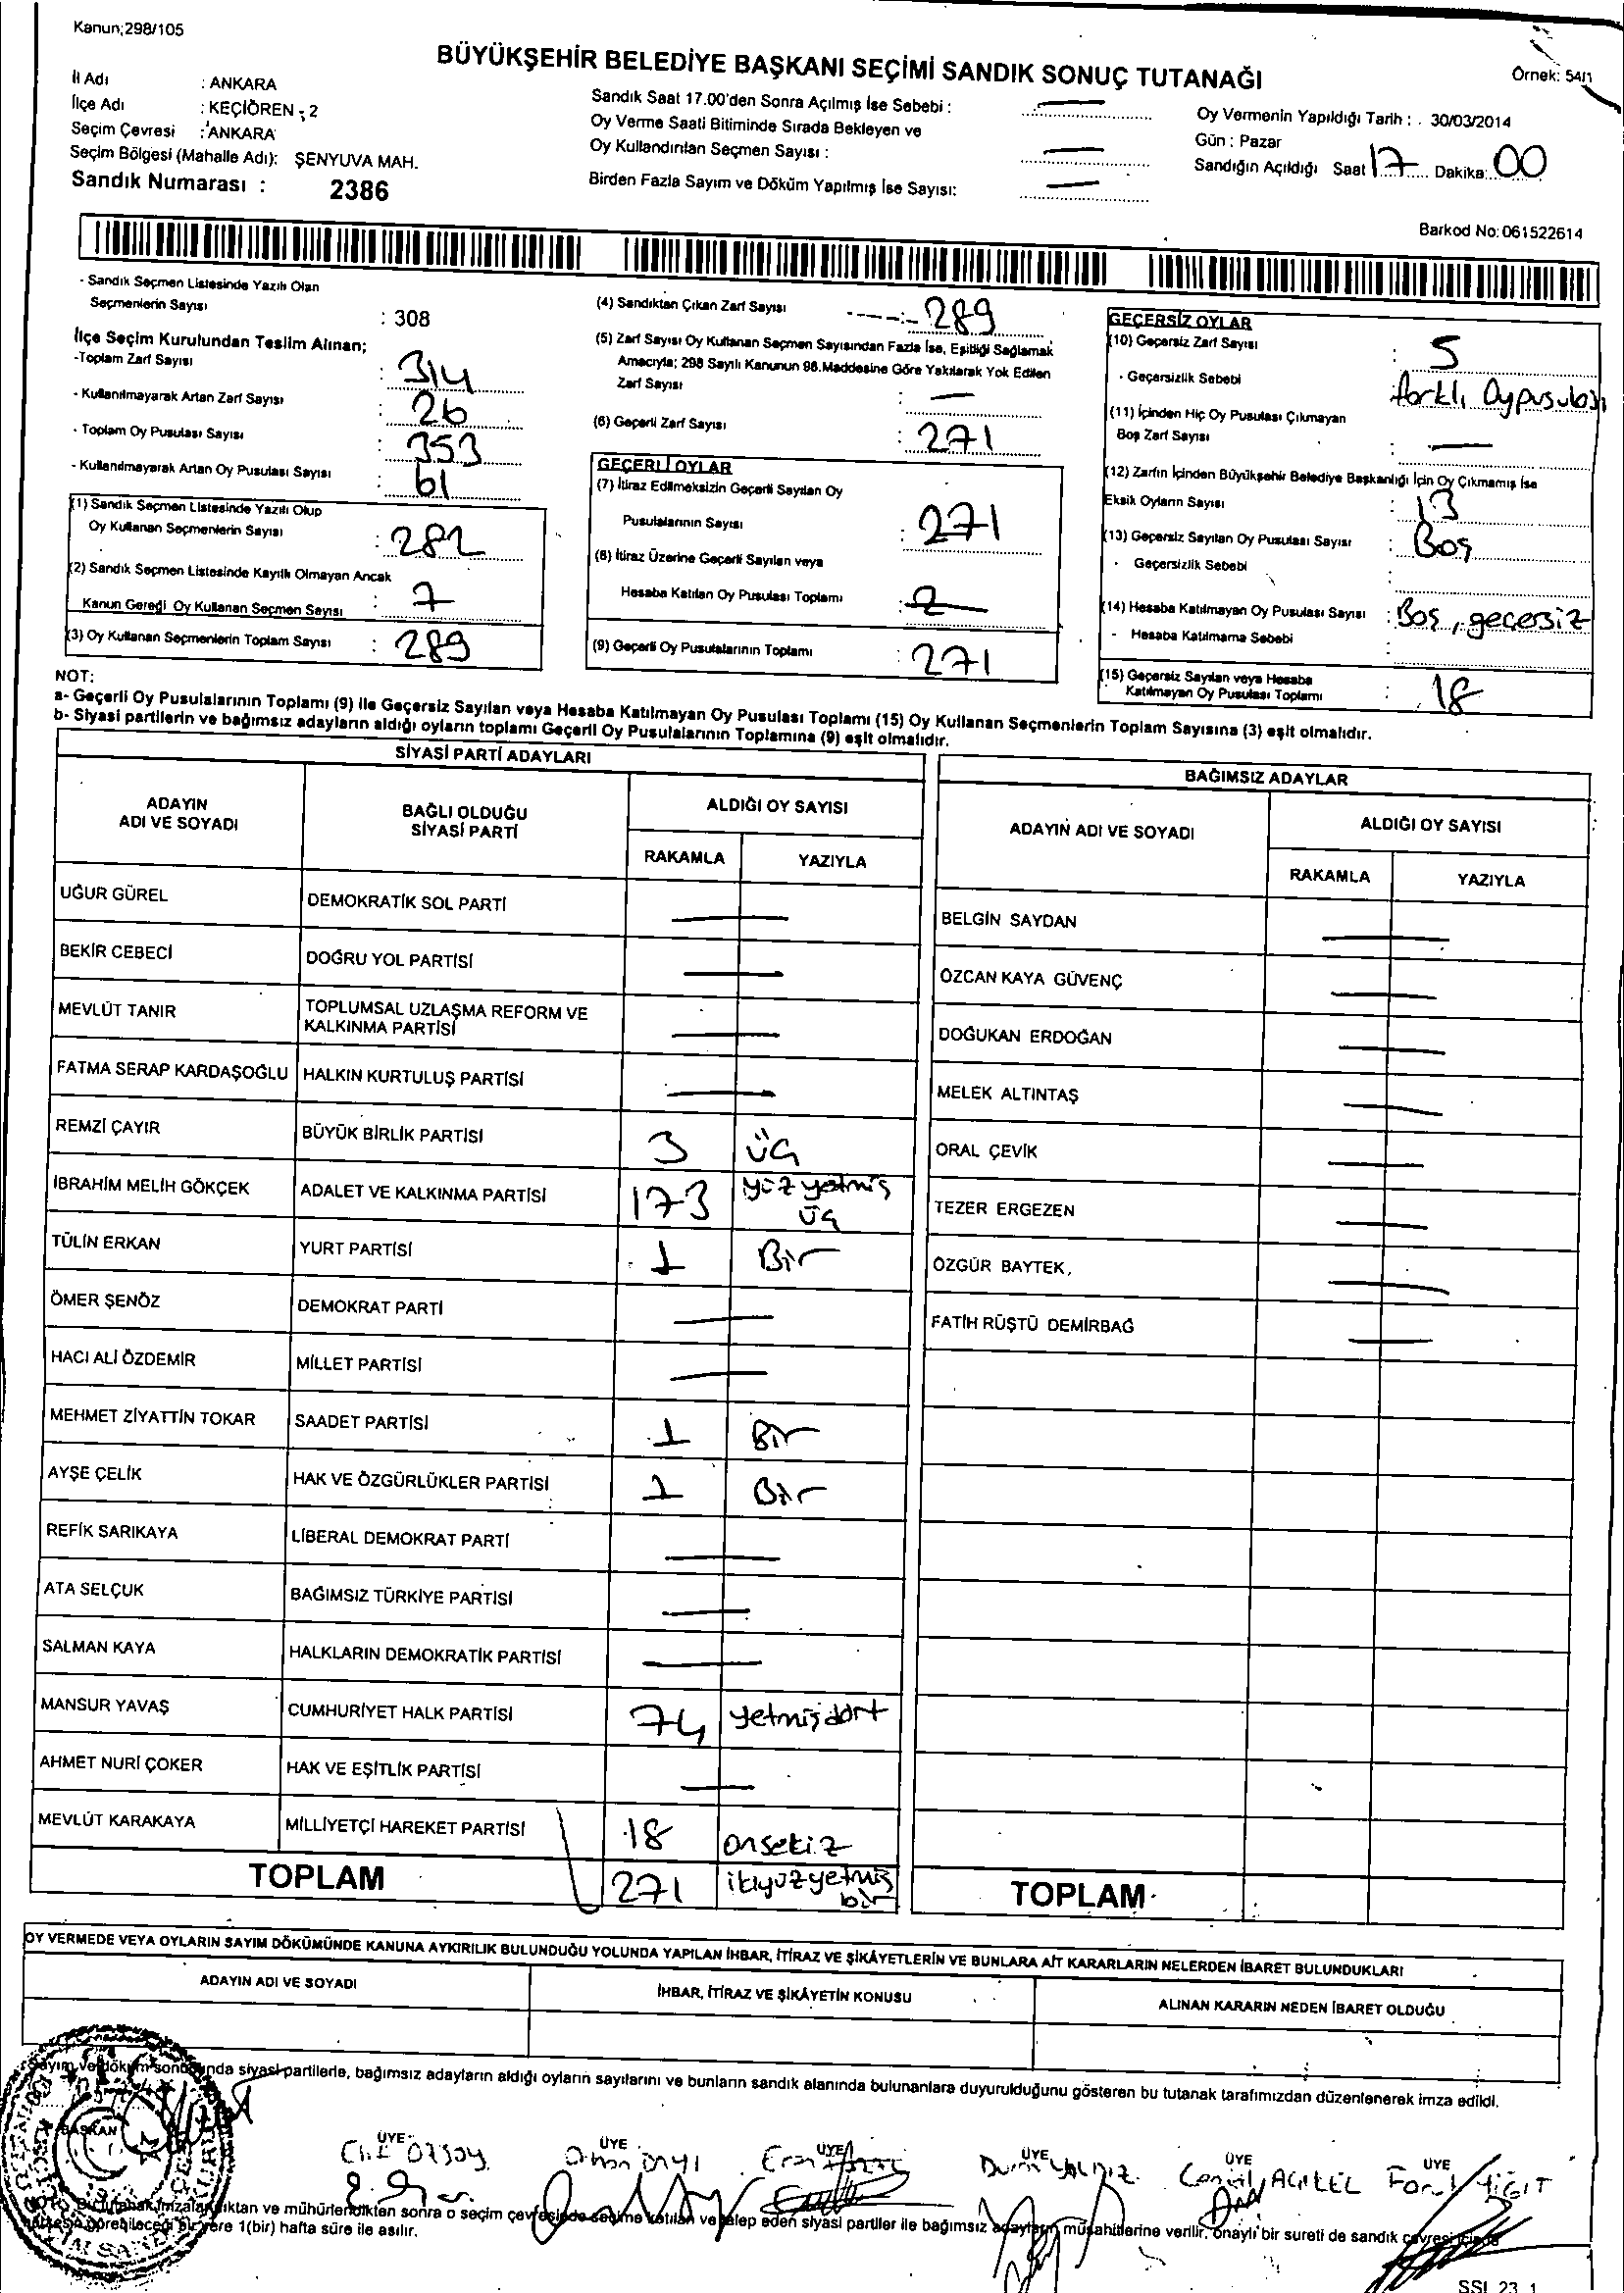 Kanun;298/105
BÜYÜKŞEHİR BELEDİYE BAŞKANI SEÇİMİ SANDIK SONUÇ TUTANAĞI
Örnek: 54/1
İl Adı : ANKARA
İlçe Adı : KEÇİÖREN - 2
Seçim Çevresi : ANKARA
Seçim Bölgesi (Mahalle Adı): ŞENYUVA MAH.
Sandık Numarası : 2386
Sandık Saat 17.00'den Sonra Açılmış İse Sebebi : —
Oy Verme Saati Bitiminde Sırada Bekleyen ve
Oy Kullandırılan Seçmen Sayısı : —
Birden Fazla Sayım ve Döküm Yapılmış İse Sayısı: —
Oy Vermenin Yapıldığı Tarih : . 30/03/2014
Gün : Pazar
Sandığın Açıldığı Saat 17 Dakika: 00
Barkod No: 061522614
- Sandık Seçmen Listesinde Yazılı Olan
Seçmenlerin Sayısı : 308
İlçe Seçim Kurulundan Teslim Alınan;
-Toplam Zarf Sayısı : 314
- Kullanılmayarak Artan Zarf Sayısı : 26
- Toplam Oy Pusulası Sayısı : 353
- Kullanılmayarak Artan Oy Pusulası Sayısı : 61
(1) Sandık Seçmen Listesinde Yazılı Olup
Oy Kullanan Seçmenlerin Sayısı : 282
(2) Sandık Seçmen Listesinde Kayıtlı Olmayan Ancak
Kanun Gereği Oy Kullanan Seçmen Sayısı : 7
(3) Oy Kullanan Seçmenlerin Toplam Sayısı : 289
(4) Sandıktan Çıkan Zarf Sayısı : 289
(5) Zarf Sayısı Oy Kullanan Seçmen Sayısından Fazla İse, Eşitliği Sağlamak
Amacıyla; 298 Sayılı Kanunun 98.Maddesine Göre Yakılarak Yok Edilen
Zarf Sayısı : —
(6) Geçerli Zarf Sayısı : 271
GEÇERLİ OYLAR
(7) İtiraz Edilmeksizin Geçerli Sayılan Oy
Pusulalarının Sayısı : 271
(8) İtiraz Üzerine Geçerli Sayılan veya
Hesaba Katılan Oy Pusulası Toplamı :
(9) Geçerli Oy Pusulalarının Toplamı : 271
GEÇERSİZ OYLAR
(10) Geçersiz Zarf Sayısı : 5
- Geçersizlik Sebebi farklı Oypusulası
(11) İçinden Hiç Oy Pusulası Çıkmayan
Boş Zarf Sayısı : —
(12) Zarfın İçinden Büyükşehir Belediye Başkanlığı İçin Oy Çıkmamış İse
Eksik Oyların Sayısı : 13
(13) Geçersiz Sayılan Oy Pusulası Sayısı : Boş
- Geçersizlik Sebebi :
(14) Hesaba Katılmayan Oy Pusulası Sayısı : Boş, geçersiz
- Hesaba Katılmama Sebebi :
(15) Geçersiz Sayılan veya Hesaba
Katılmayan Oy Pusulası Toplamı : 18
NOT:
a- Geçerli Oy Pusulalarının Toplamı (9) ile Geçersiz Sayılan veya Hesaba Katılmayan Oy Pusulası Toplamı (15) Oy Kullanan Seçmenlerin Toplam Sayısına (3) eşit olmalıdır.
b- Siyasi partilerin ve bağımsız adayların aldığı oyların toplamı Geçerli Oy Pusulalarının Toplamına (9) eşit olmalıdır.
SİYASİ PARTİ ADAYLARI
ADAYIN ADI VE SOYADI
BAĞLI OLDUĞU SİYASİ PARTİ
ALDIĞI OY SAYISI
RAKAMLA YAZIYLA
UĞUR GÜREL DEMOKRATİK SOL PARTİ —
BEKİR CEBECİ DOĞRU YOL PARTİSİ —
MEVLÜT TANIR TOPLUMSAL UZLAŞMA REFORM VE
KALKINMA PARTİSİ —
FATMA SERAP KARDAŞOĞLU HALKIN KURTULUŞ PARTİSİ —
REMZİ ÇAYIR BÜYÜK BİRLİK PARTİSİ 3 üç
İBRAHİM MELİH GÖKÇEK ADALET VE KALKINMA PARTİSİ 173 yüz yetmiş
üç
TÜLİN ERKAN YURT PARTİSİ 1 Bir
ÖMER ŞENÖZ DEMOKRAT PARTİ —
HACI ALİ ÖZDEMİR MİLLET PARTİSİ —
MEHMET ZİYATTİN TOKAR SAADET PARTİSİ 1 Bir
AYŞE ÇELİK HAK VE ÖZGÜRLÜKLER PARTİSİ 1 Bir
REFİK SARIKAYA LİBERAL DEMOKRAT PARTİ —
ATA SELÇUK BAĞIMSIZ TÜRKİYE PARTİSİ —
SALMAN KAYA HALKLARIN DEMOKRATİK PARTİSİ —
MANSUR YAVAŞ CUMHURİYET HALK PARTİSİ 74 yetmişdört
AHMET NURİ ÇOKER HAK VE EŞİTLİK PARTİSİ —
MEVLÜT KARAKAYA MİLLİYETÇİ HAREKET PARTİSİ 18 onsekiz
TOPLAM 271 ikiyüzyetmiş
bir
BAĞIMSIZ ADAYLAR
ADAYIN ADI VE SOYADI
ALDIĞI OY SAYISI
RAKAMLA YAZIYLA
BELGİN SAYDAN —
ÖZCAN KAYA GÜVENÇ —
DOĞUKAN ERDOĞAN —
MELEK ALTINTAŞ —
ORAL ÇEVİK —
TEZER ERGEZEN —
ÖZGÜR BAYTEK, —
FATİH RÜŞTÜ DEMİRBAĞ —
TOPLAM
OY VERMEDE VEYA OYLARIN SAYIM DÖKÜMÜNDE KANUNA AYKIRILIK BULUNDUĞU YOLUNDA YAPILAN İHBAR, İTİRAZ VE ŞİKÂYETLERİN VE BUNLARA AİT KARARLARIN NELERDEN İBARET BULUNDUKLARI
ADAYIN ADI VE SOYADI İHBAR, İTİRAZ VE ŞİKÂYETİN KONUSU ALINAN KARARIN NEDEN İBARET OLDUĞU
Sayım ve döküm sonucunda siyasi partilerle, bağımsız adayların aldığı oyların sayılarını ve bunların sandık alanında bulunanlara duyurulduğunu gösteren bu tutanak tarafımızdan düzenlenerek imza edildi.
BAŞKAN ÜYE ÜYE ÜYE ÜYE ÜYE ÜYE
YALNIZ AÇIKEL YİĞİT
imzalandıktan ve mühürlendikten sonra o seçim çevresinde seçime katılan ve talep eden siyasi partiler ile bağımsız adayların müşahitlerine verilir, onaylı bir sureti de sandık çevresi
görebileceği bir yere 1(bir) hafta süre ile asılır.
SSI 23 1